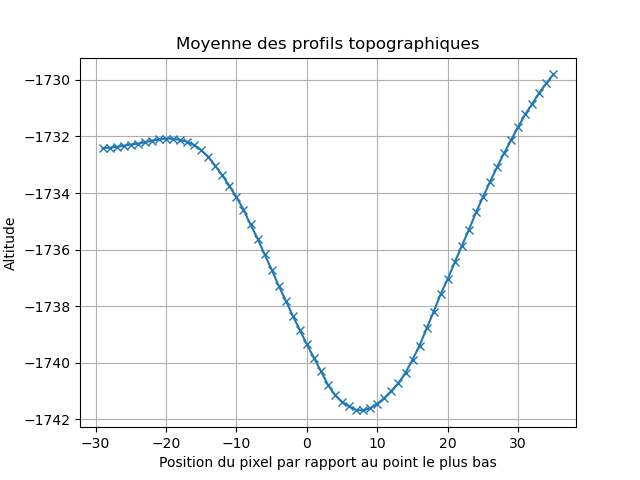 Moyenne des profils topographiques
Altitude
−1730
−1732
−1734
−1736
−1738
−1740
−1742
−30 −20 −10 0 10 20 30
Position du pixel par rapport au point le plus bas